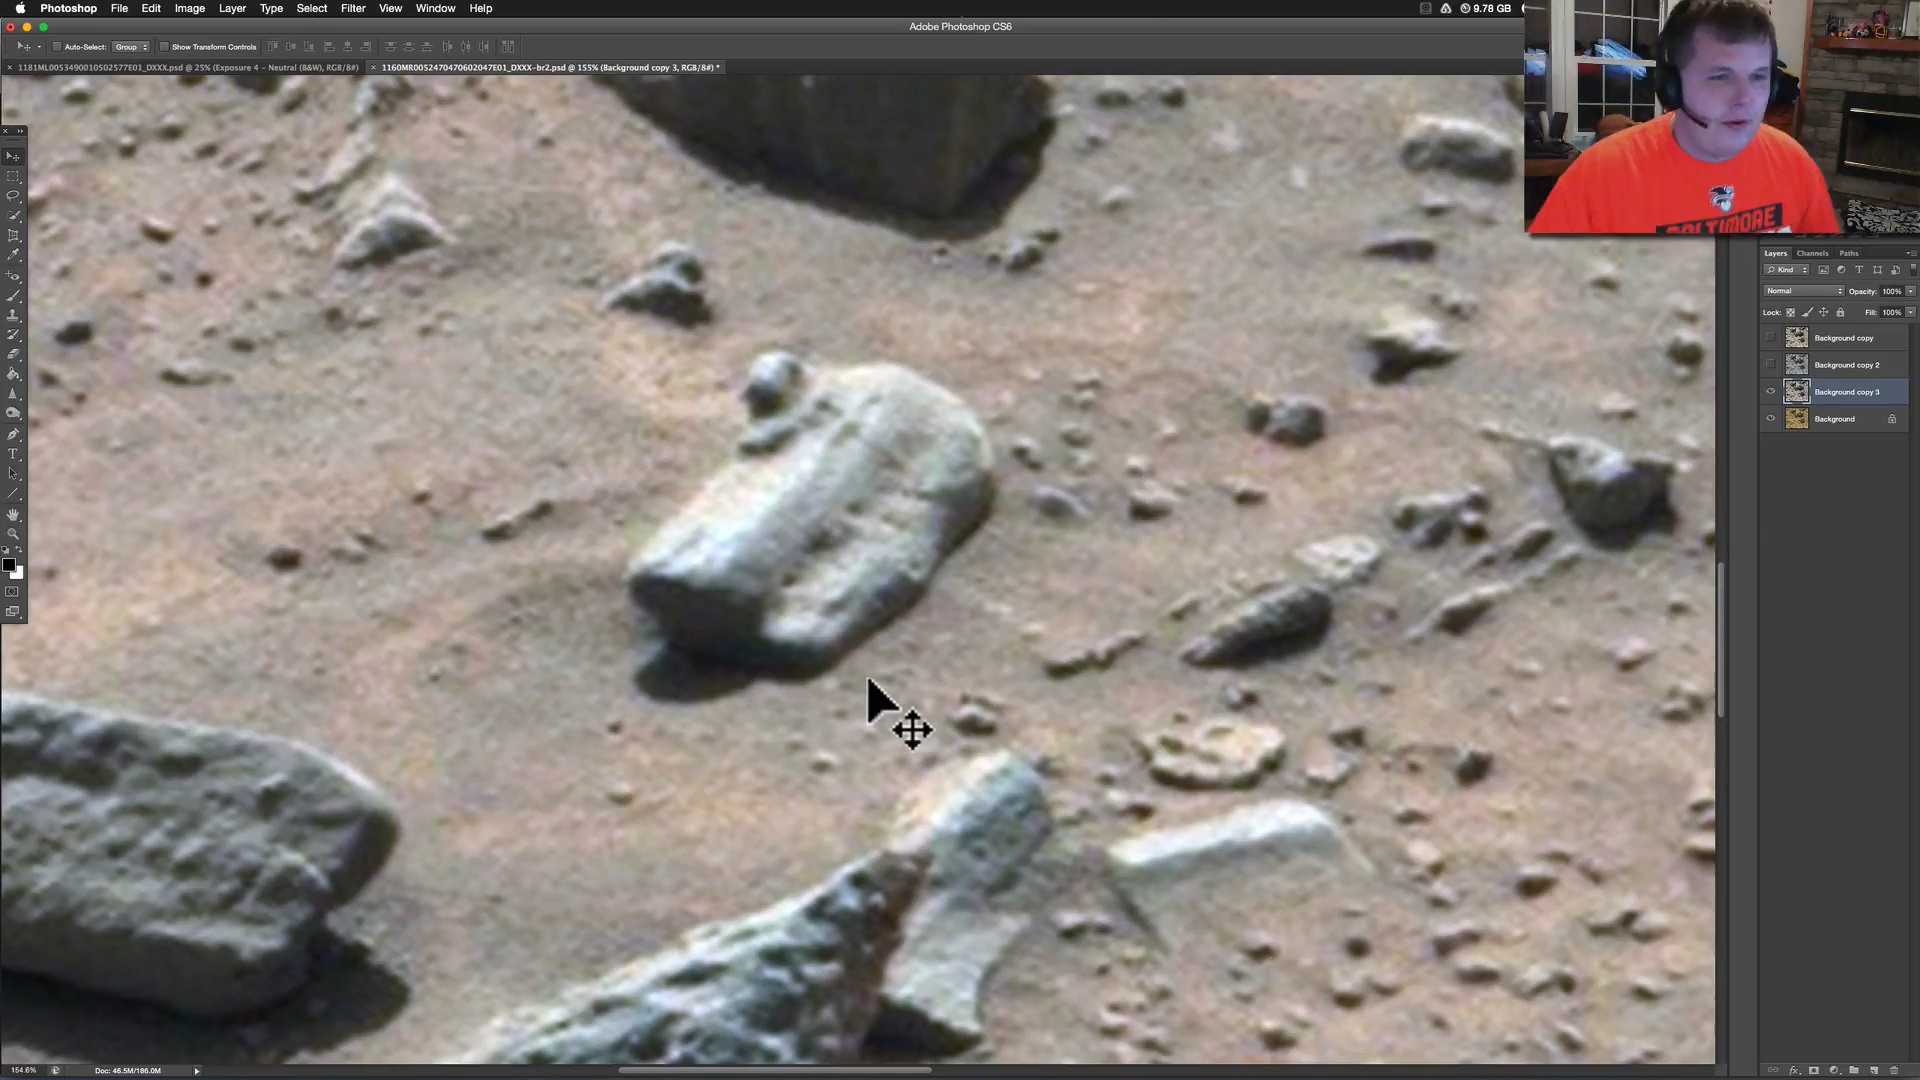 Photoshop File Edit Image Layer Type Select Filter View Window Help 9.78 GB
Adobe Photoshop CS6
Auto-Select: Group Show Transform Controls
1181ML0053490010502577E01_DXXX.psd @ 25% (Exposure 4 - Neutral (B&W), RGB/8#)
1160MR0052470470602047E01_DXXX-br2.psd @ 155% (Background copy 3, RGB/8#) *
BALTIMORE
Layers Channels Paths
Kind
Normal Opacity: 100%
Lock: Fill: 100%
Background copy
Background copy 2
Background copy 3
Background
154.6% Doc: 46.5M/186.0M